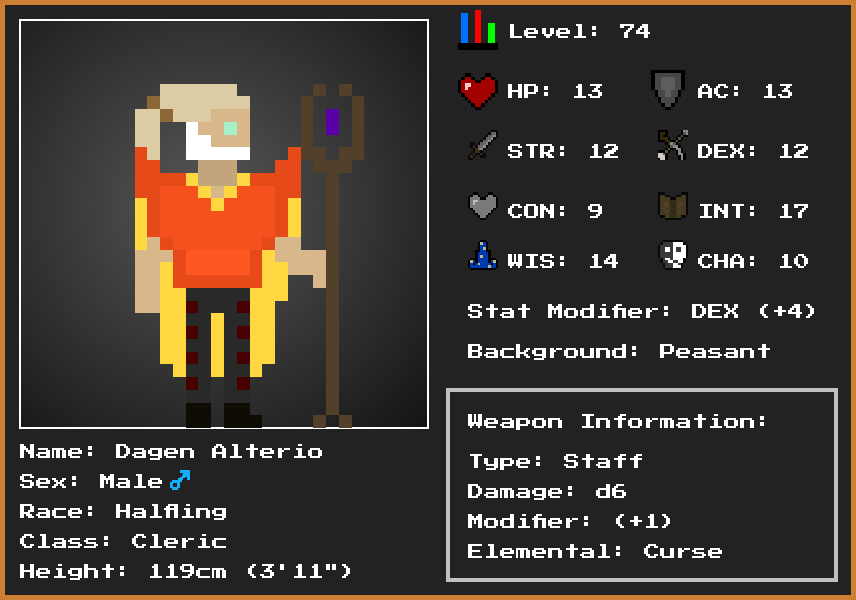 Level: 74
HP: 13 AC: 13
STR: 12 DEX: 12
CON: 9 INT: 17
WIS: 14 CHA: 10
Stat Modifier: DEX (+4)
Background: Peasant
Weapon Information:
Type: Staff
Damage: d6
Modifier: (+1)
Elemental: Curse
Name: Dagen Alterio
Sex: Male ♂
Race: Halfling
Class: Cleric
Height: 119cm (3'11")